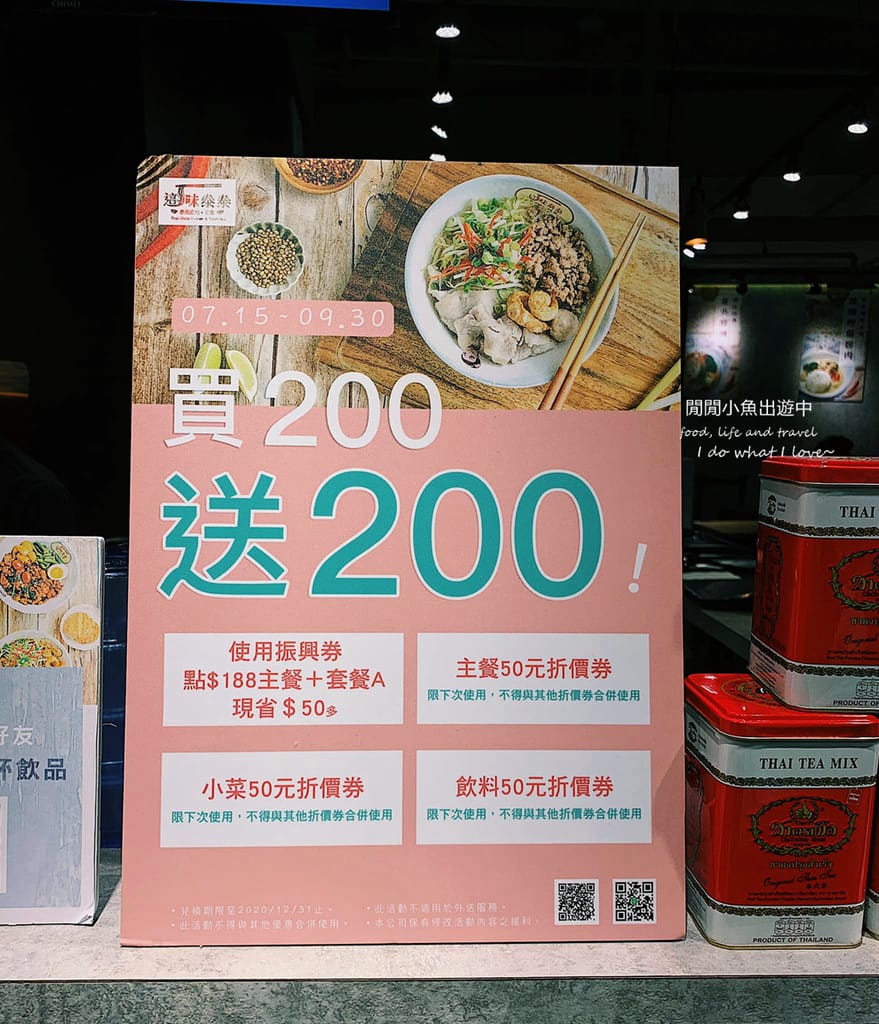 CHIMEI
這味泰泰
07.15~09.30
買200
送200!
使用振興券
點$188主餐+套餐A
現省$50多
主餐50元折價券
限下次使用,不得與其他折價券合併使用
小菜50元折價券
限下次使用,不得與其他折價券合併使用
飲料50元折價券
限下次使用,不得與其他折價券合併使用
・兌換期限至2020/12/31止。
・此活動不得與其他優惠合併使用。
・此活動不適用於外送服務。
・本公司保有修改活動內容之權利。
好友
杯飲品
閒閒小魚出遊中
food, life and travel
I do what I love~
THAI
Original
PRODUCT OF
THAI TEA MIX
ตรามือ
Original Thai Tea
PRODUCT OF THAILAND